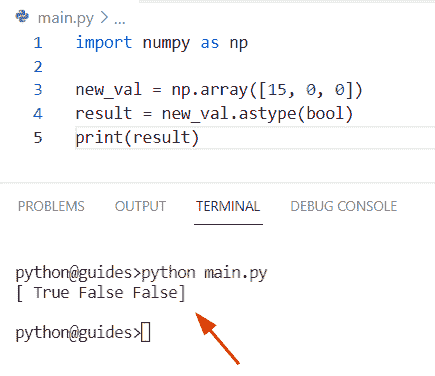 main.py > ...
1 import numpy as np
2
3 new_val = np.array([15, 0, 0])
4 result = new_val.astype(bool)
5 print(result)
PROBLEMS OUTPUT TERMINAL DEBUG CONSOLE
python@guides>python main.py
[ True False False]
python@guides>